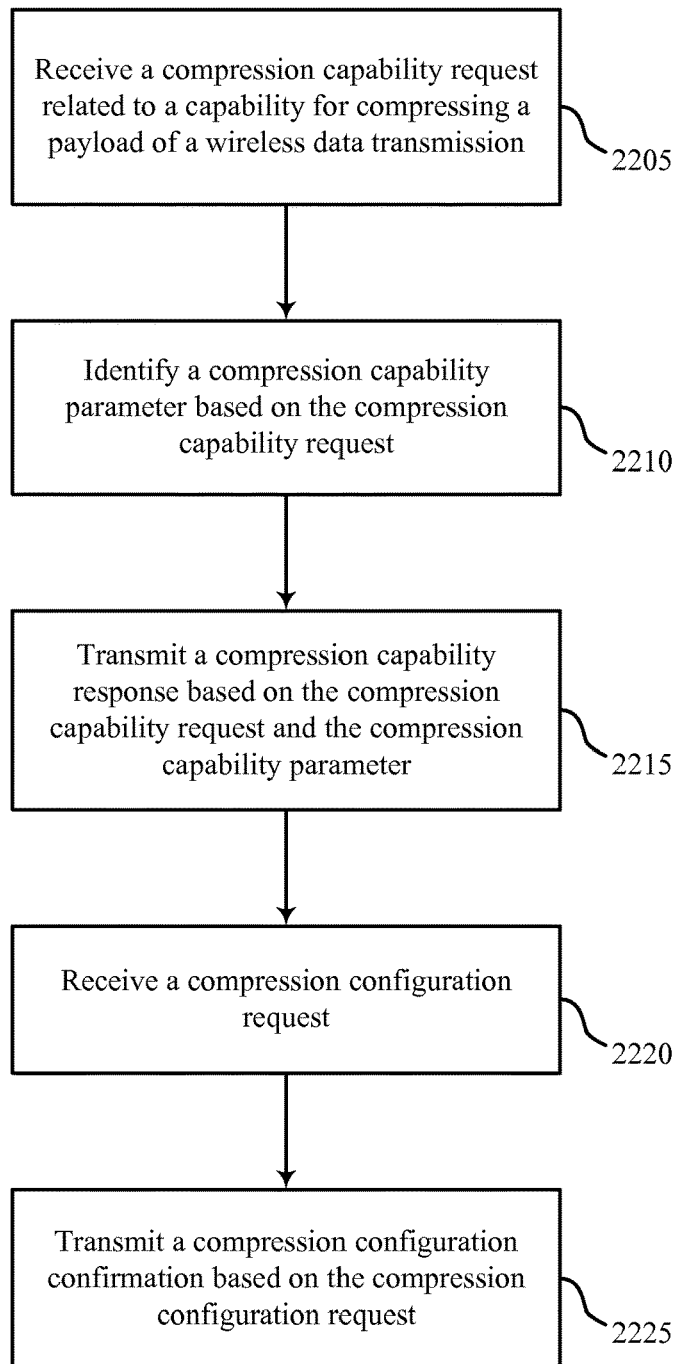 Receive a compression capability request
related to a capability for compressing a
payload of a wireless data transmission
2205
Identify a compression capability
parameter based on the compression
capability request
2210
Transmit a compression capability
response based on the compression
capability request and the compression
capability parameter
2215
Receive a compression configuration
request
2220
Transmit a compression configuration
confirmation based on the compression
configuration request
2225